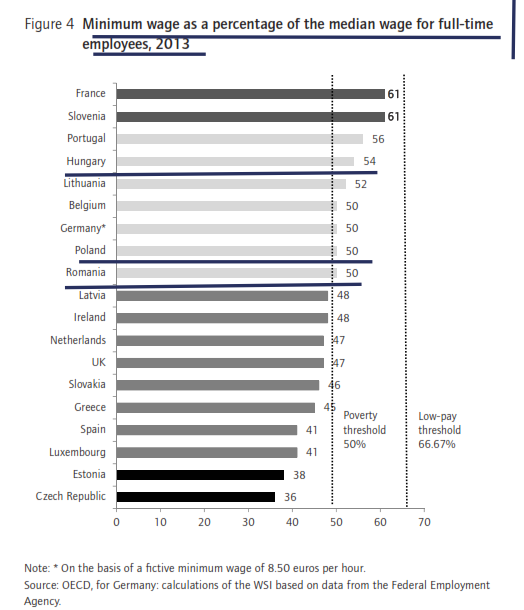 Figure 4 Minimum wage as a percentage of the median wage for full-time
employees, 2013
France 61
Slovenia 61
Portugal 56
Hungary 54
Lithuania 52
Belgium 50
Germany* 50
Poland 50
Romania 50
Latvia 48
Ireland 48
Netherlands 47
UK 47
Slovakia 46
Greece 45
Poverty threshold 50%
Low-pay threshold 66.67%
Spain 41
Luxembourg 41
Estonia 38
Czech Republic 36
0 10 20 30 40 50 60 70
Note: * On the basis of a fictive minimum wage of 8.50 euros per hour.
Source: OECD, for Germany: calculations of the WSI based on data from the Federal Employment
Agency.